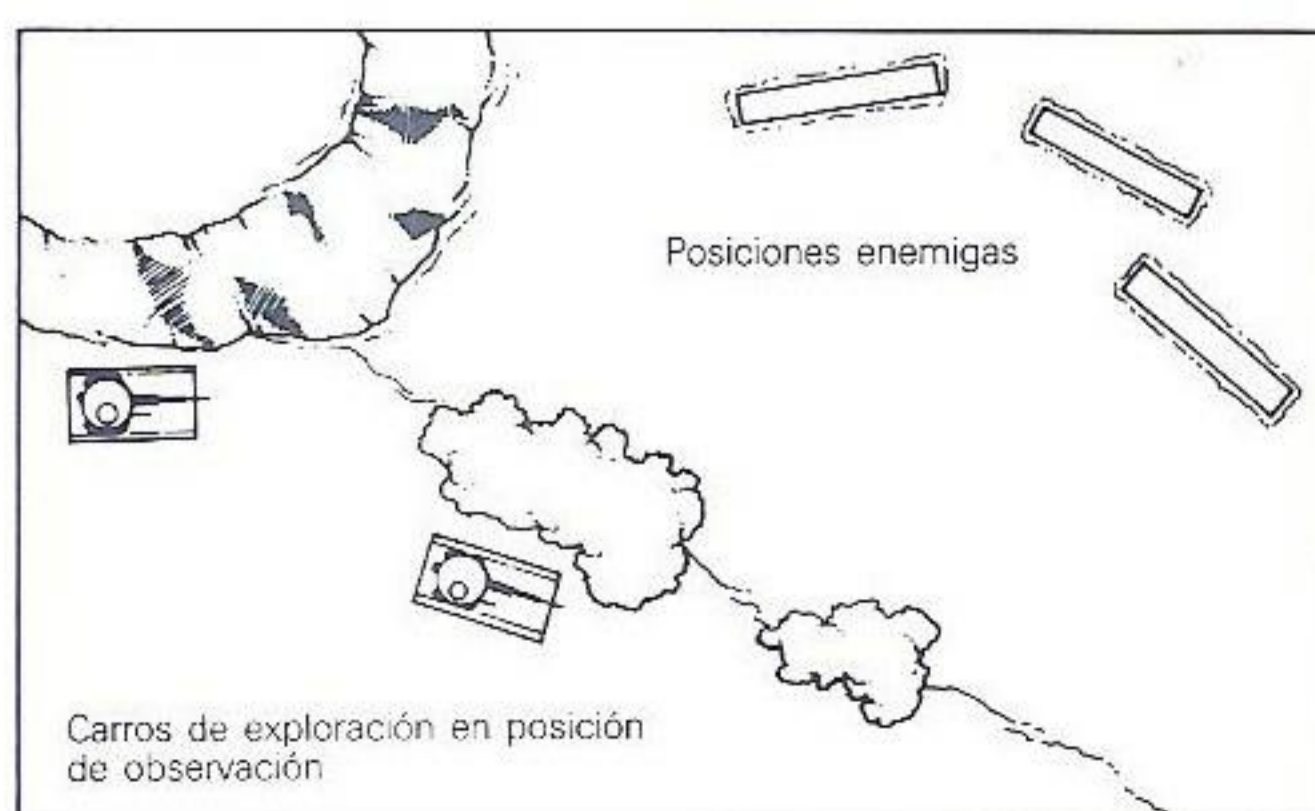 Posiciones enemigas
Carros de exploración en posición
de observación